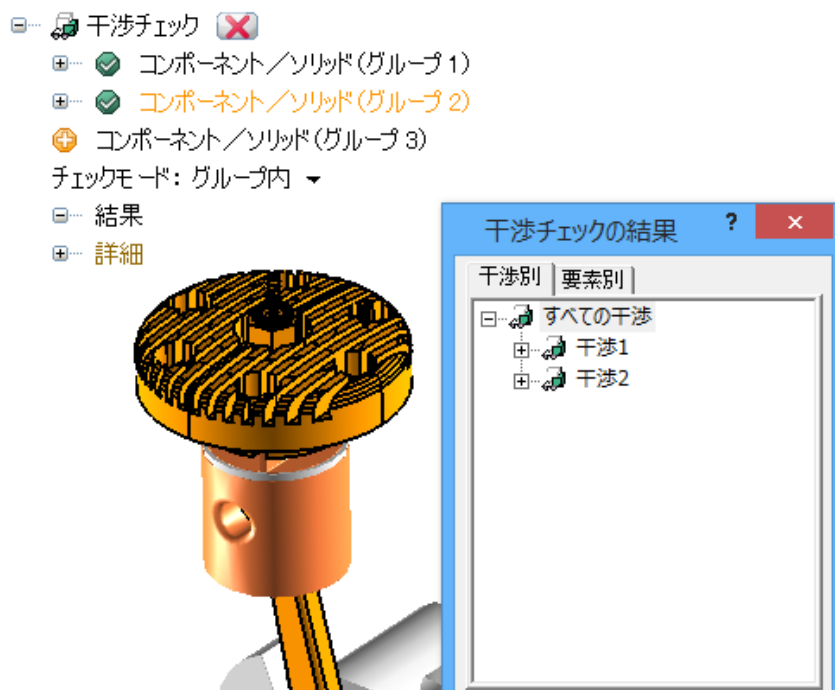 干渉チェック
コンポーネント／ソリッド(グループ 1)
コンポーネント／ソリッド(グループ 2)
コンポーネント／ソリッド(グループ 3)
チェックモード: グループ内
結果
詳細
干渉チェックの結果 ? ×
干渉別 要素別
すべての干渉
干渉1
干渉2